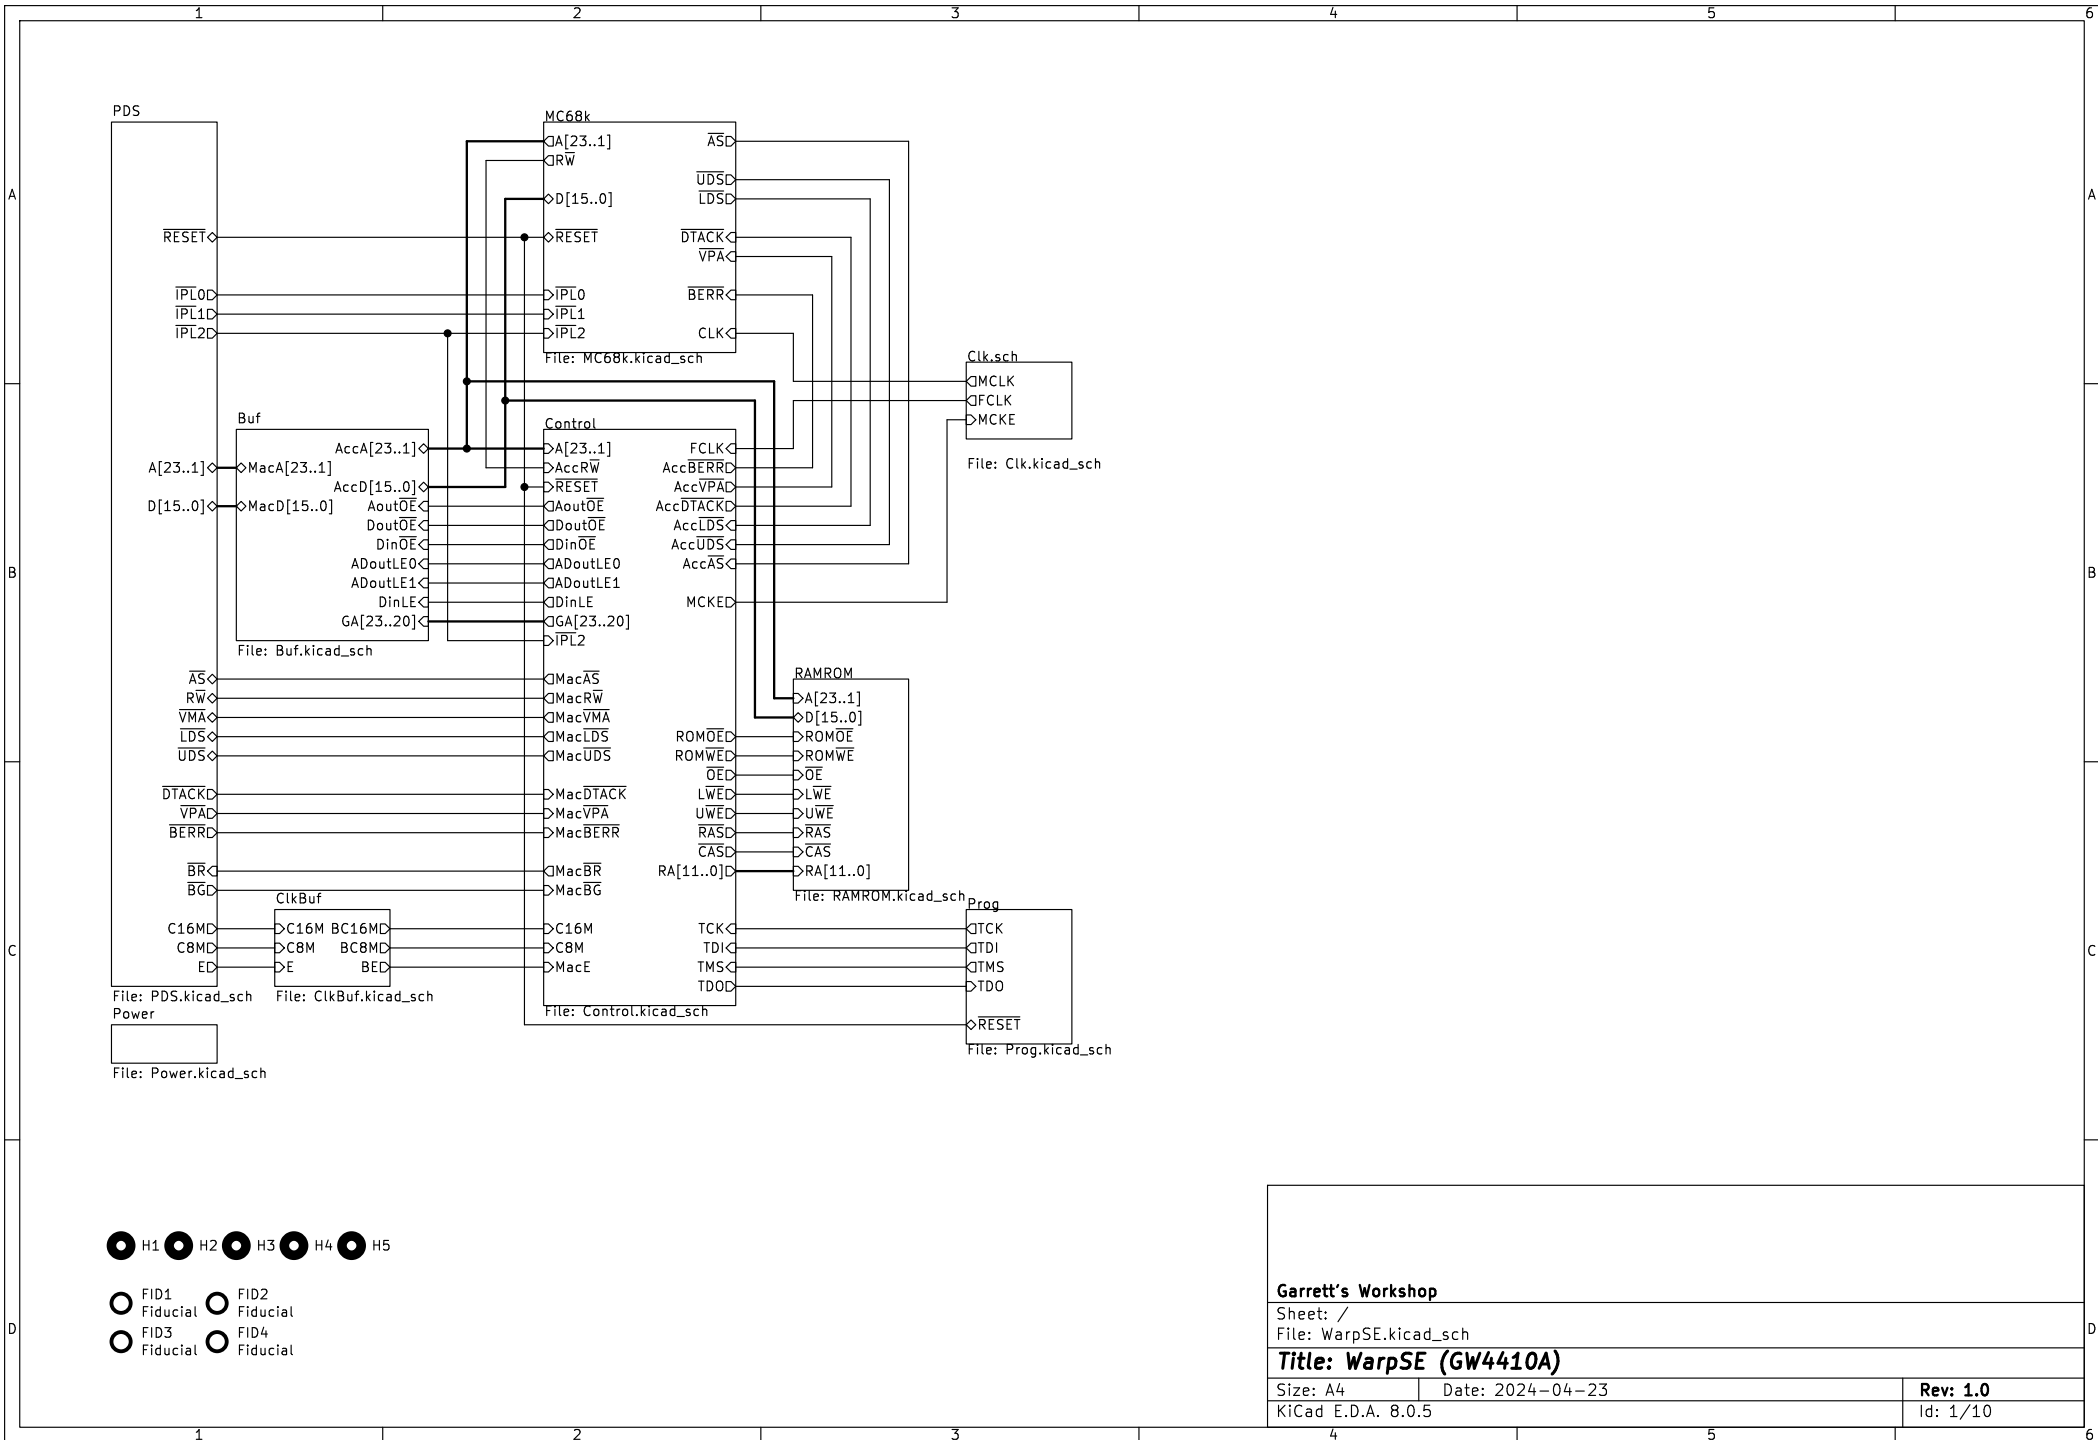 1 2 3 4 5 6
A A
B B
C C
D D
PDS
RESET
IPL0
IPL1
IPL2
A[23..1]
D[15..0]
AS
RW
VMA
LDS
UDS
DTACK
VPA
BERR
BR
BG
C16M
C8M
E
File: PDS.kicad_sch
Power
File: Power.kicad_sch
Buf
AccA[23..1]
MacA[23..1]
AccD[15..0]
MacD[15..0]
AoutOE
DoutOE
DinOE
ADoutLE0
ADoutLE1
DinLE
GA[23..20]
File: Buf.kicad_sch
ClkBuf
C16M BC16M
C8M BC8M
E BE
File: ClkBuf.kicad_sch
MC68k
A[23..1] AS
RW
UDS
D[15..0] LDS
RESET DTACK
VPA
IPL0 BERR
IPL1
IPL2 CLK
File: MC68k.kicad_sch
Control
A[23..1] FCLK
AccRW AccBERR
RESET AccVPA
AoutOE AccDTACK
DoutOE AccLDS
DinOE AccUDS
ADoutLE0 AccAS
ADoutLE1
DinLE MCKE
GA[23..20]
IPL2
MacAS
MacRW
MacVMA
MacLDS ROMOE
MacUDS ROMWE
OE
MacDTACK LWE
MacVPA UWE
MacBERR RAS
CAS
MacBR RA[11..0]
MacBG
C16M TCK
C8M TDI
MacE TMS
TDO
File: Control.kicad_sch
Clk.sch
MCLK
FCLK
MCKE
File: Clk.kicad_sch
RAMROM
A[23..1]
D[15..0]
ROMOE
ROMWE
OE
LWE
UWE
RAS
CAS
RA[11..0]
File: RAMROM.kicad_sch
Prog
TCK
TDI
TMS
TDO
RESET
File: Prog.kicad_sch
H1 H2 H3 H4 H5
FID1
Fiducial
FID2
Fiducial
FID3
Fiducial
FID4
Fiducial
Garrett's Workshop
Sheet: /
File: WarpSE.kicad_sch
Title: WarpSE (GW4410A)
Size: A4 Date: 2024-04-23 Rev: 1.0
KiCad E.D.A. 8.0.5 Id: 1/10
1 2 3 4 5 6